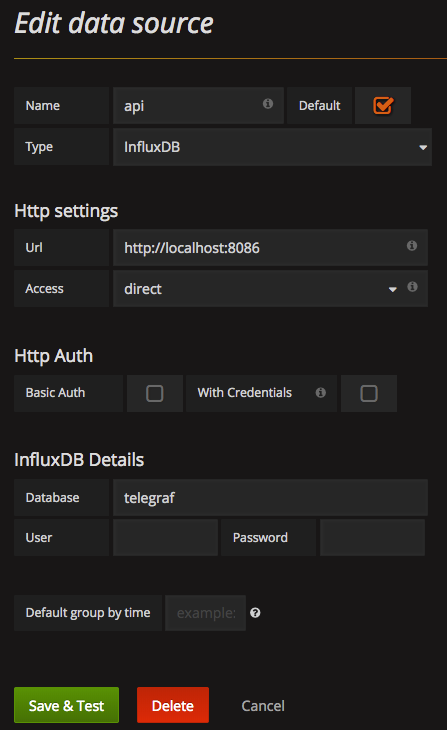 Edit data source
Name api Default
Type InfluxDB
Http settings
Url http://localhost:8086
Access direct
Http Auth
Basic Auth With Credentials
InfluxDB Details
Database telegraf
User Password
Default group by time example:
Save & Test Delete Cancel